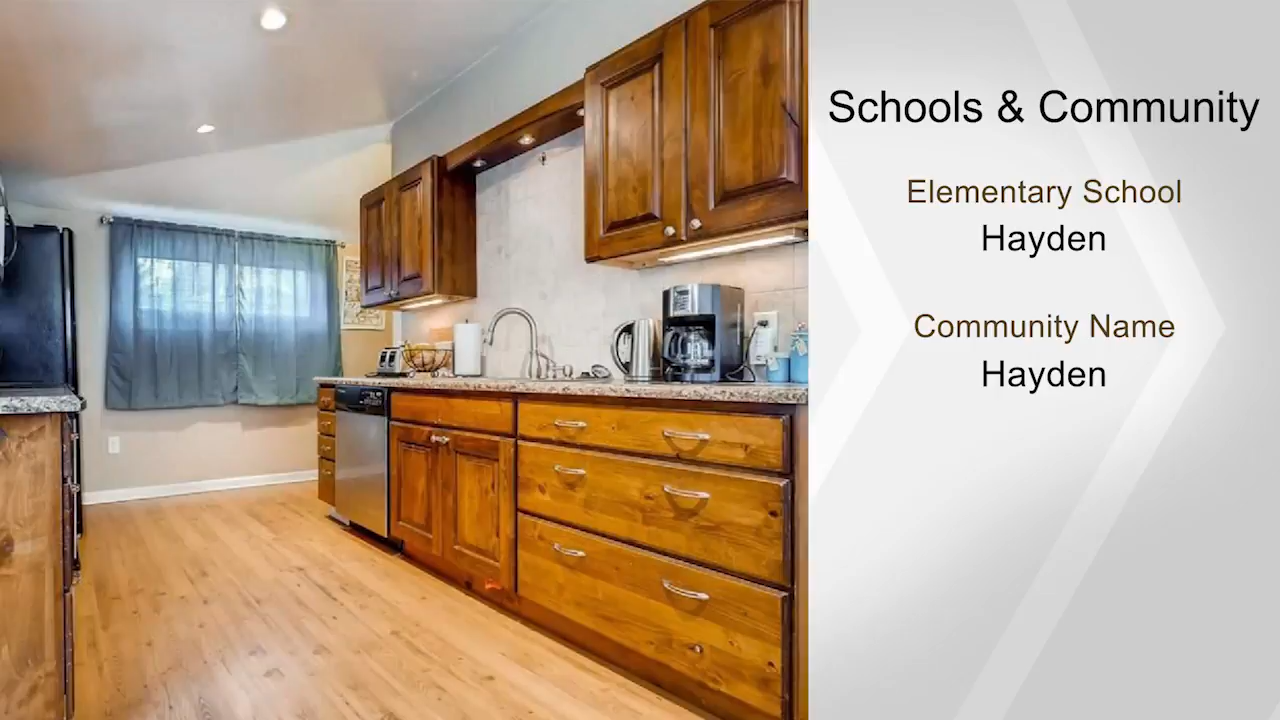 Schools & Community
Elementary School
Hayden
Community Name
Hayden